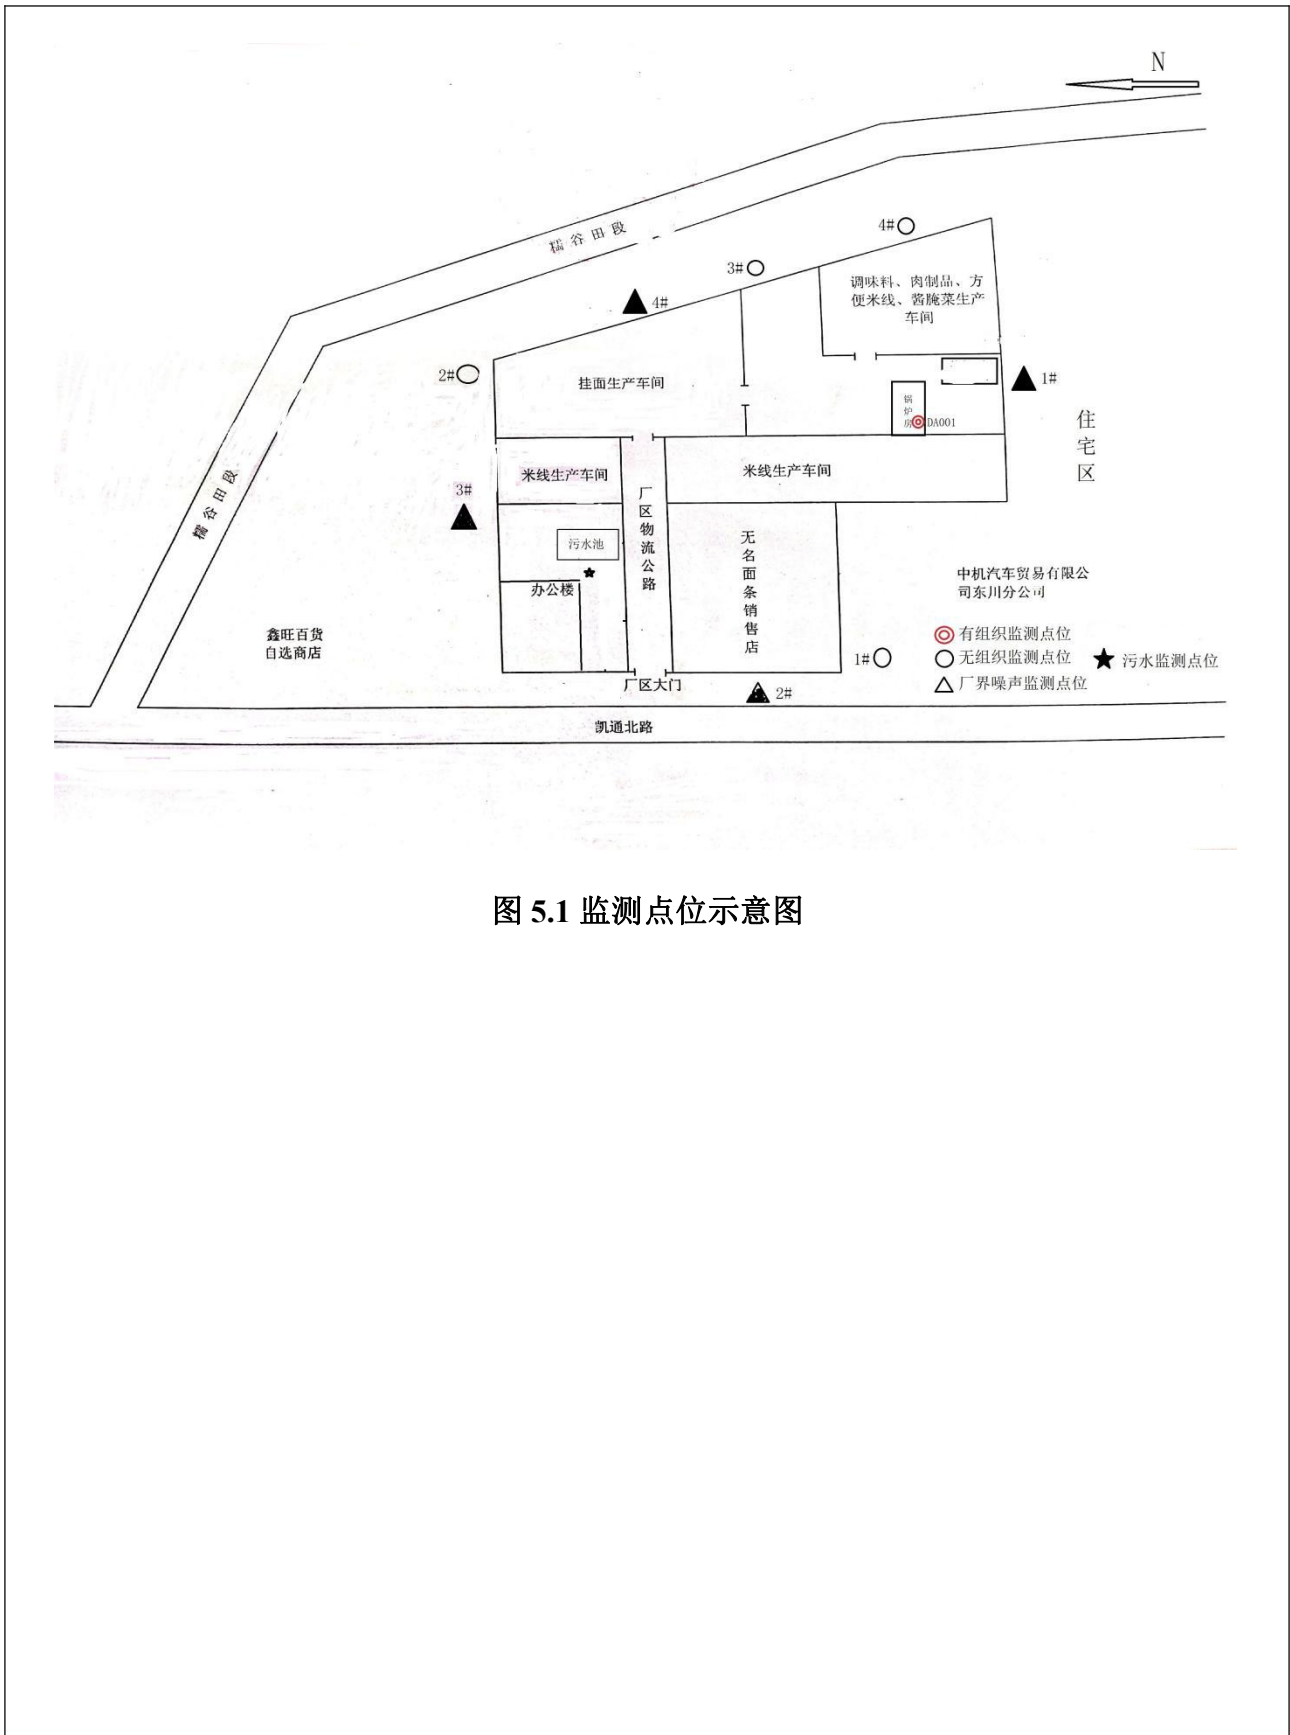 N
糯谷田段
4#
3#
调味料、肉制品、方
便米线、酱腌菜生产
车间
4#
2#
挂面生产车间
1#
锅炉房
DA001
住宅区
米线生产车间
米线生产车间
3#
糯谷田段
厂区物流公路
污水池
无名面条销售店
办公楼
中机汽车贸易有限公
司东川分公司
鑫旺百货
自选商店
有组织监测点位
1#
无组织监测点位
污水监测点位
厂界噪声监测点位
厂区大门
2#
凯通北路
图 5.1 监测点位示意图